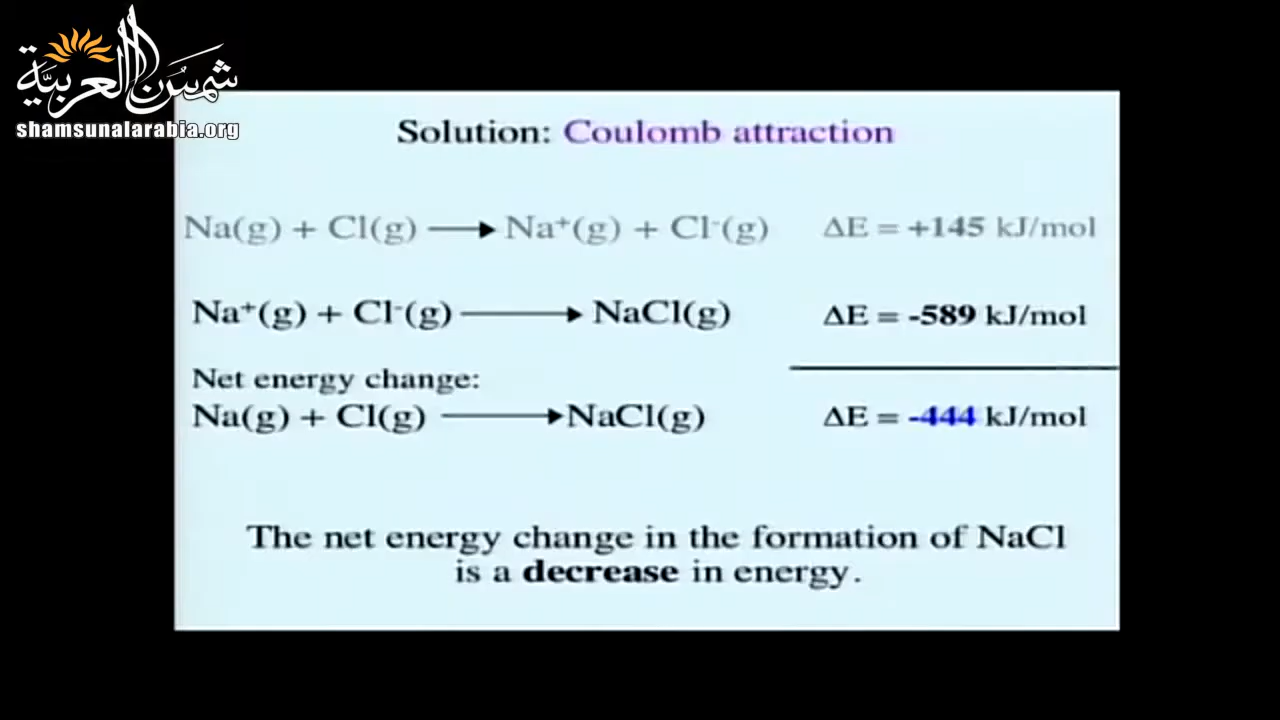 شمس العربية
shamsunalarabia.org
Solution: Coulomb attraction
Na(g) + Cl(g) ⟶ Na⁺(g) + Cl⁻(g) ΔE = +145 kJ/mol
Na⁺(g) + Cl⁻(g) ⟶ NaCl(g) ΔE = -589 kJ/mol
Net energy change:
Na(g) + Cl(g) ⟶ NaCl(g) ΔE = -444 kJ/mol
The net energy change in the formation of NaCl
is a decrease in energy.